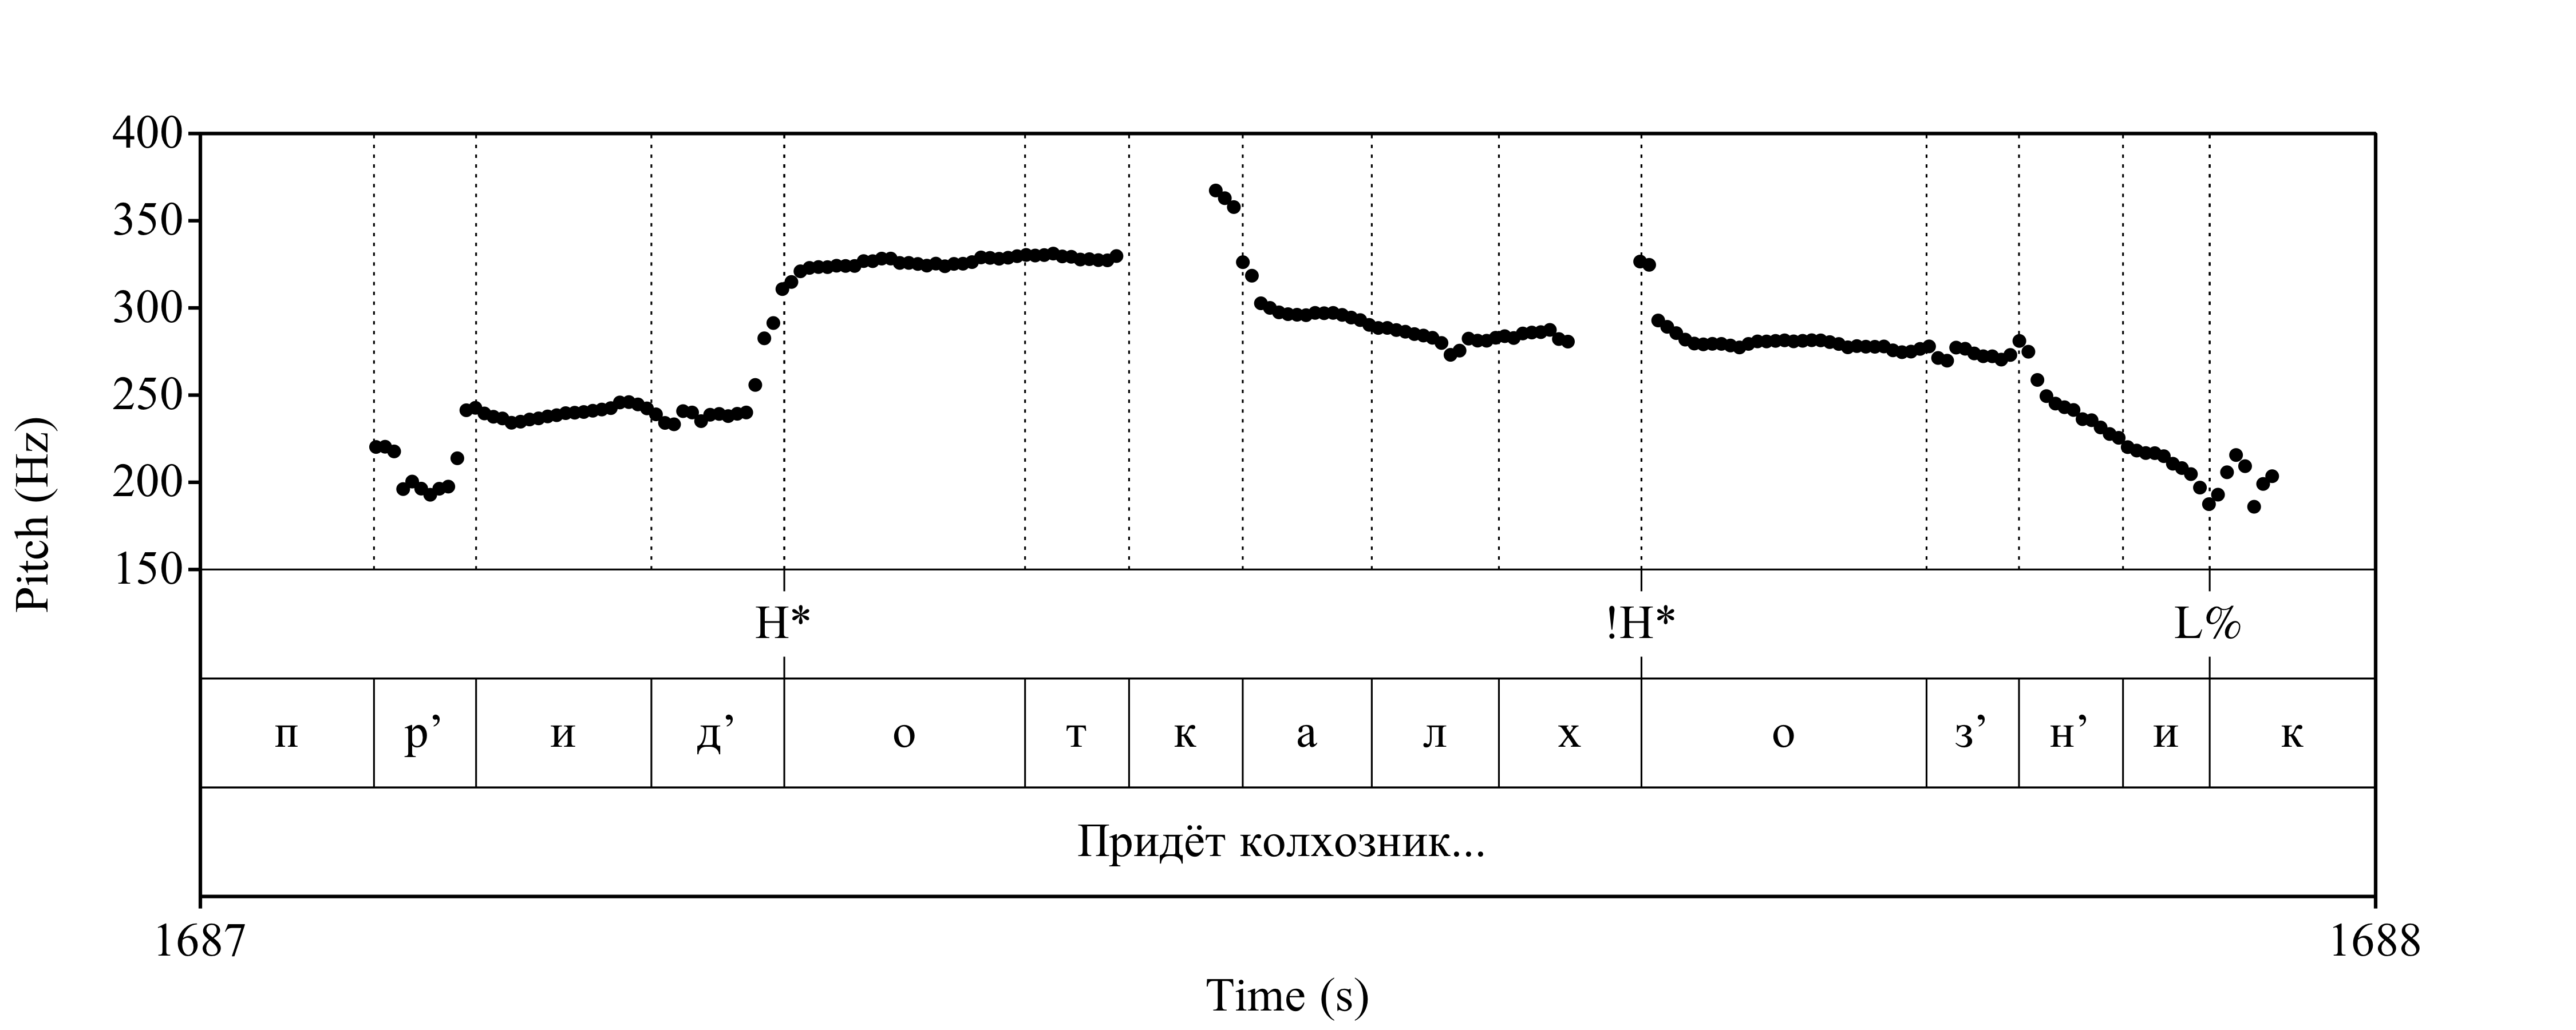 400
350
300
250
200
150
Pitch (Hz)
H* !H* L%
п р’ и д’ о т к а л х о з’ н’ и к
Придёт колхозник...
1687 1688
Time (s)